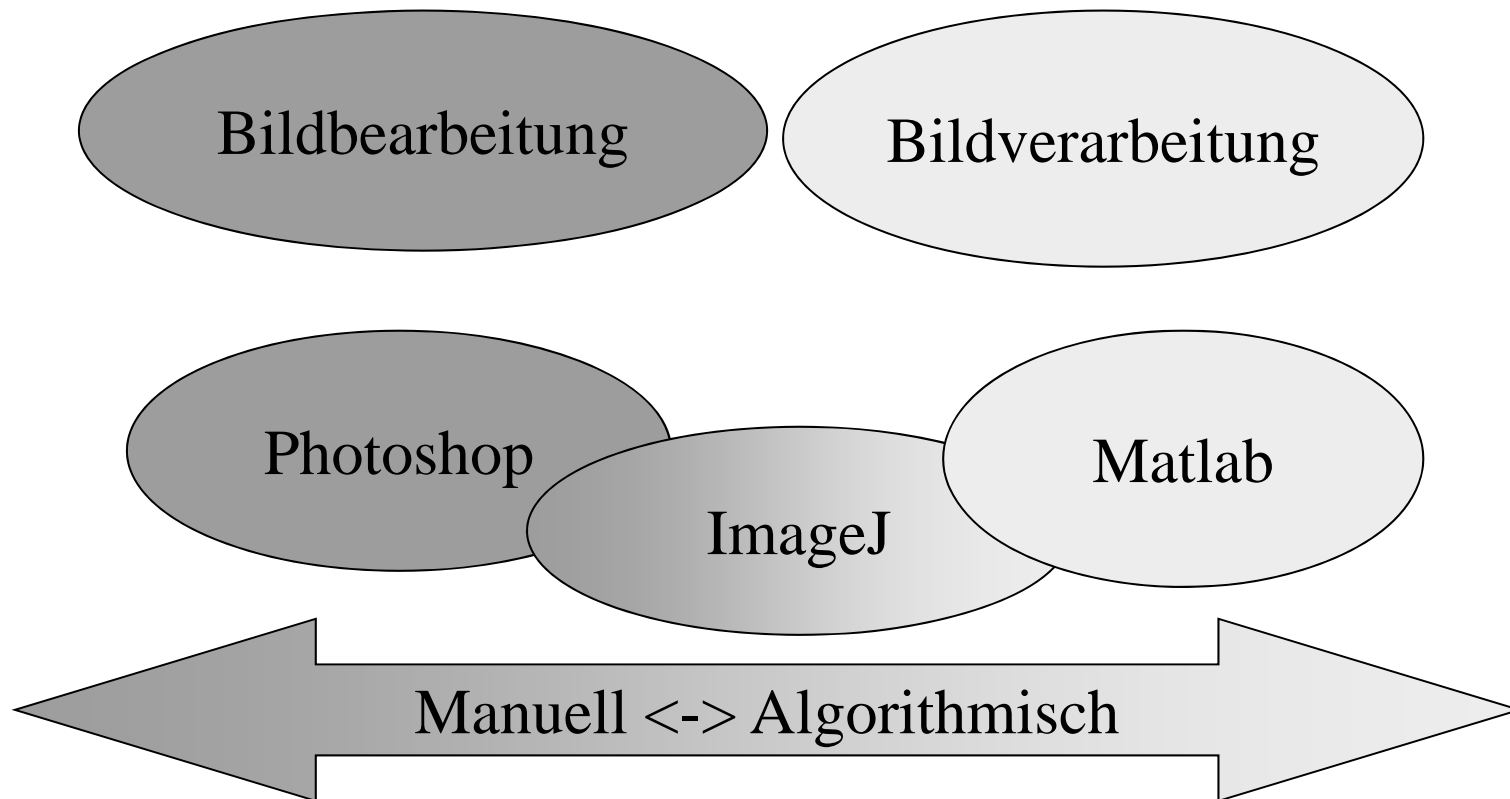 Bildbearbeitung
Bildverarbeitung
Photoshop
Matlab
ImageJ
Manuell <-> Algorithmisch